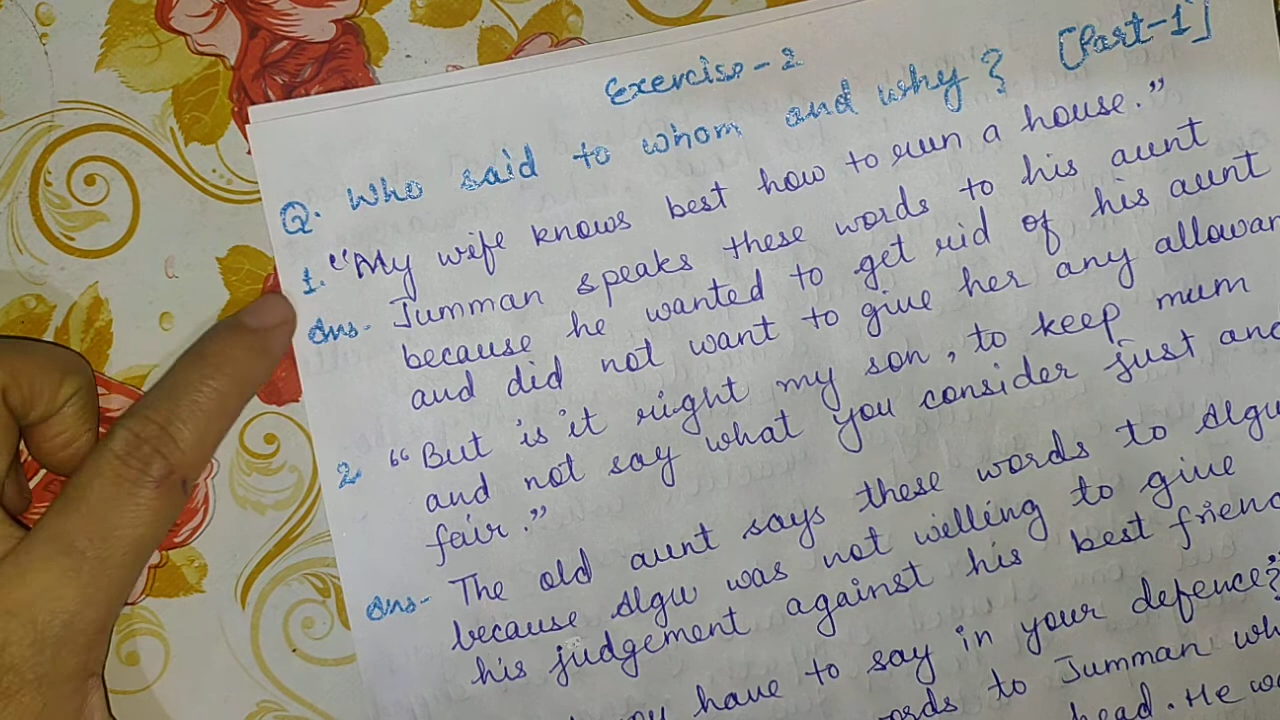 Exercise-2
Q. Who said to whom and why? [Part-1]
1. "My wife knows best how to run a house."
Ans- Jumman speaks these words to his aunt
because he wanted to get rid of his aunt
and did not want to give her any allowan
2. "But is it right my son, to keep mum
and not say what you consider just and
fair."
Ans- The old aunt says these words to Algu
because Algu was not willing to give
his judgement against his best friend
you have to say in your defence?
words to Jumman wh
head. He wa